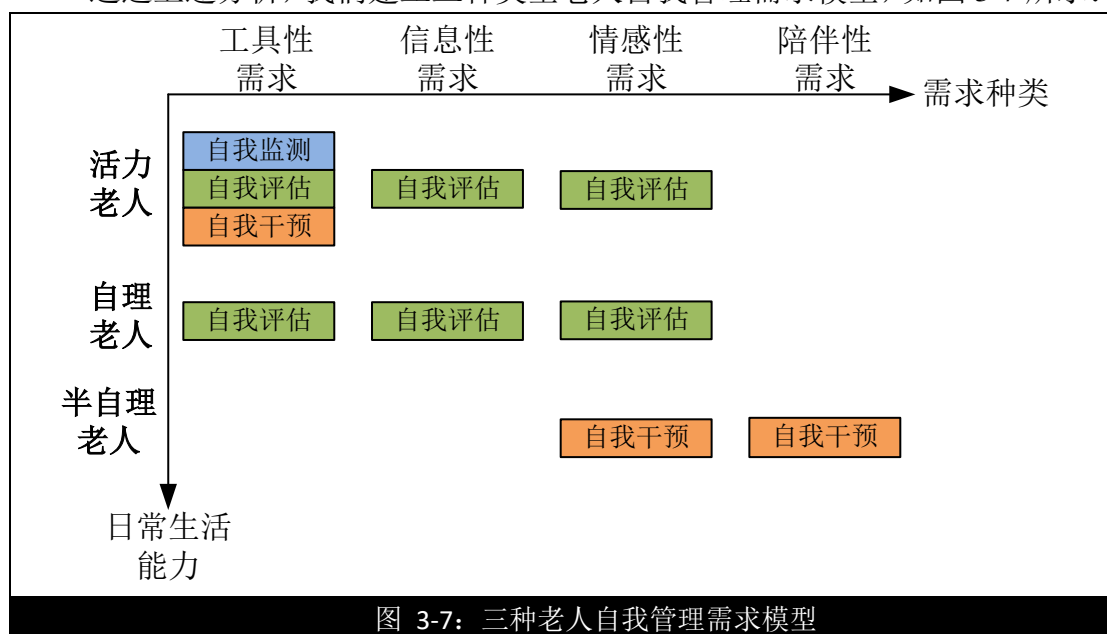 工具性 信息性 情感性 陪伴性
需求 需求 需求 需求
需求种类
活力
老人
自我监测
自我评估 自我评估 自我评估
自我干预
自理
老人
自我评估 自我评估 自我评估
半自理
老人
自我干预 自我干预
日常生活
能力
图 3-7：三种老人自我管理需求模型